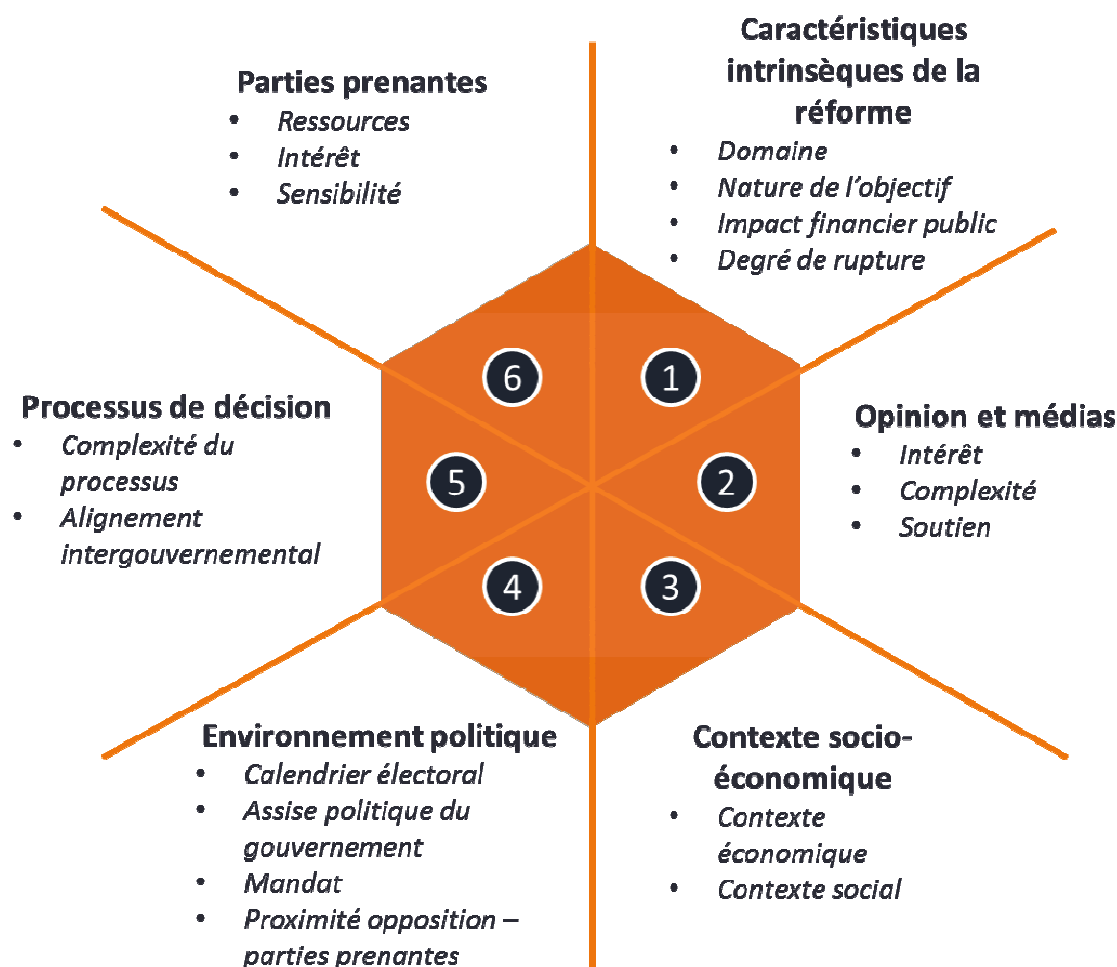 Caractéristiques
intrinsèques de la
réforme
• Domaine
• Nature de l'objectif
• Impact financier public
• Degré de rupture
Opinion et médias
• Intérêt
• Complexité
• Soutien
Contexte socio-
économique
• Contexte
économique
• Contexte social
Environnement politique
• Calendrier électoral
• Assise politique du
gouvernement
• Mandat
• Proximité opposition –
parties prenantes
Processus de décision
• Complexité du
processus
• Alignement
intergouvernemental
Parties prenantes
• Ressources
• Intérêt
• Sensibilité
1
2
3
4
5
6